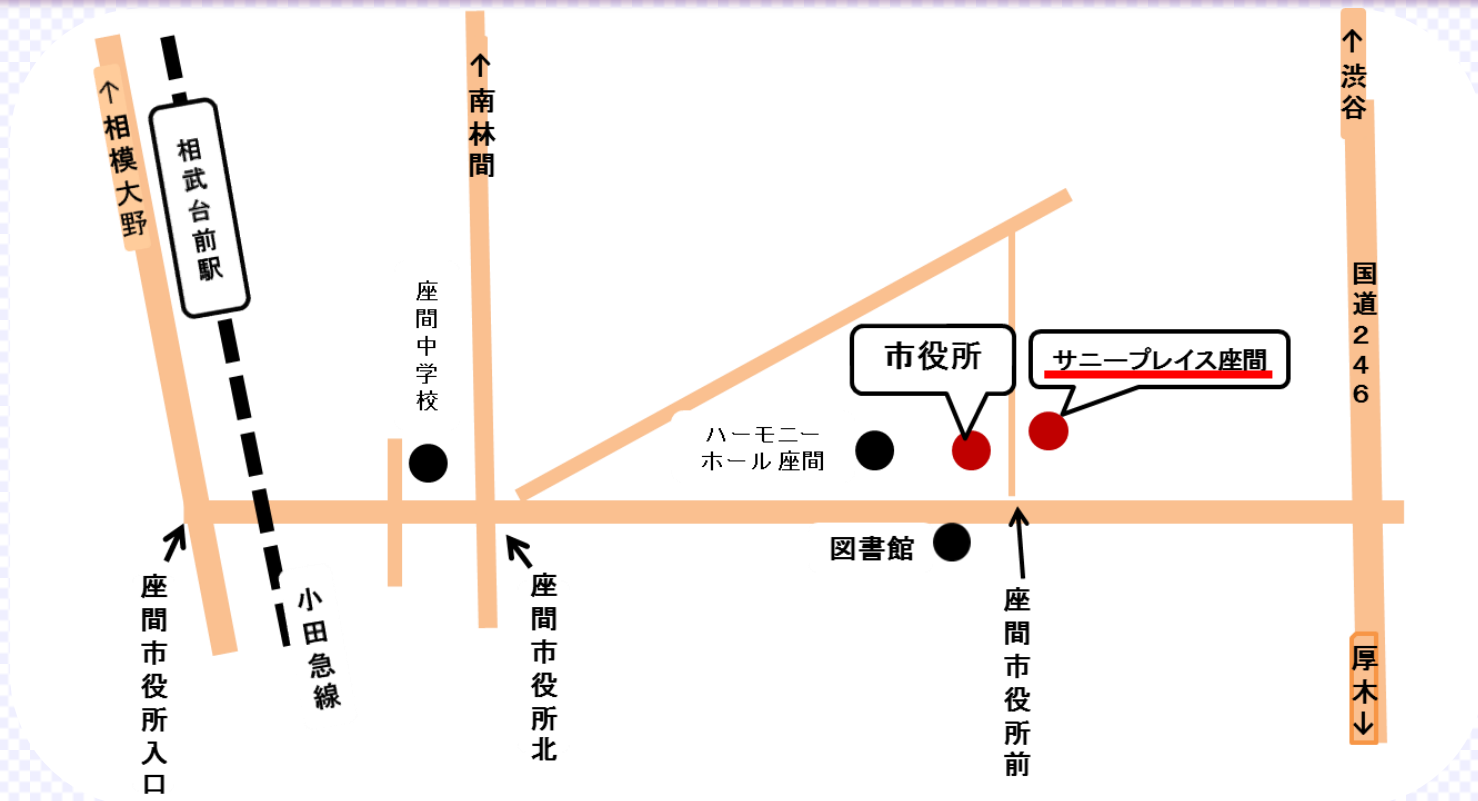 ↑相模大野
相武台前駅
↑南林間
↑渋谷
座間中学校
国道246
市役所
サニープレイス座間
ハーモニー
ホール座間
図書館
座間市役所入口
小田急線
座間市役所北
座間市役所前
厚木↓